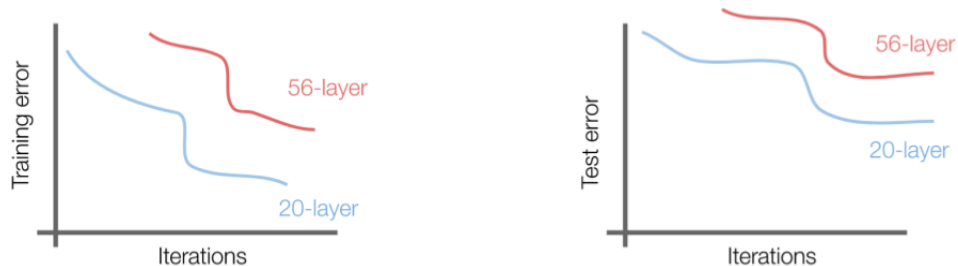 Training error
56-layer
20-layer
Iterations
Test error
56-layer
20-layer
Iterations